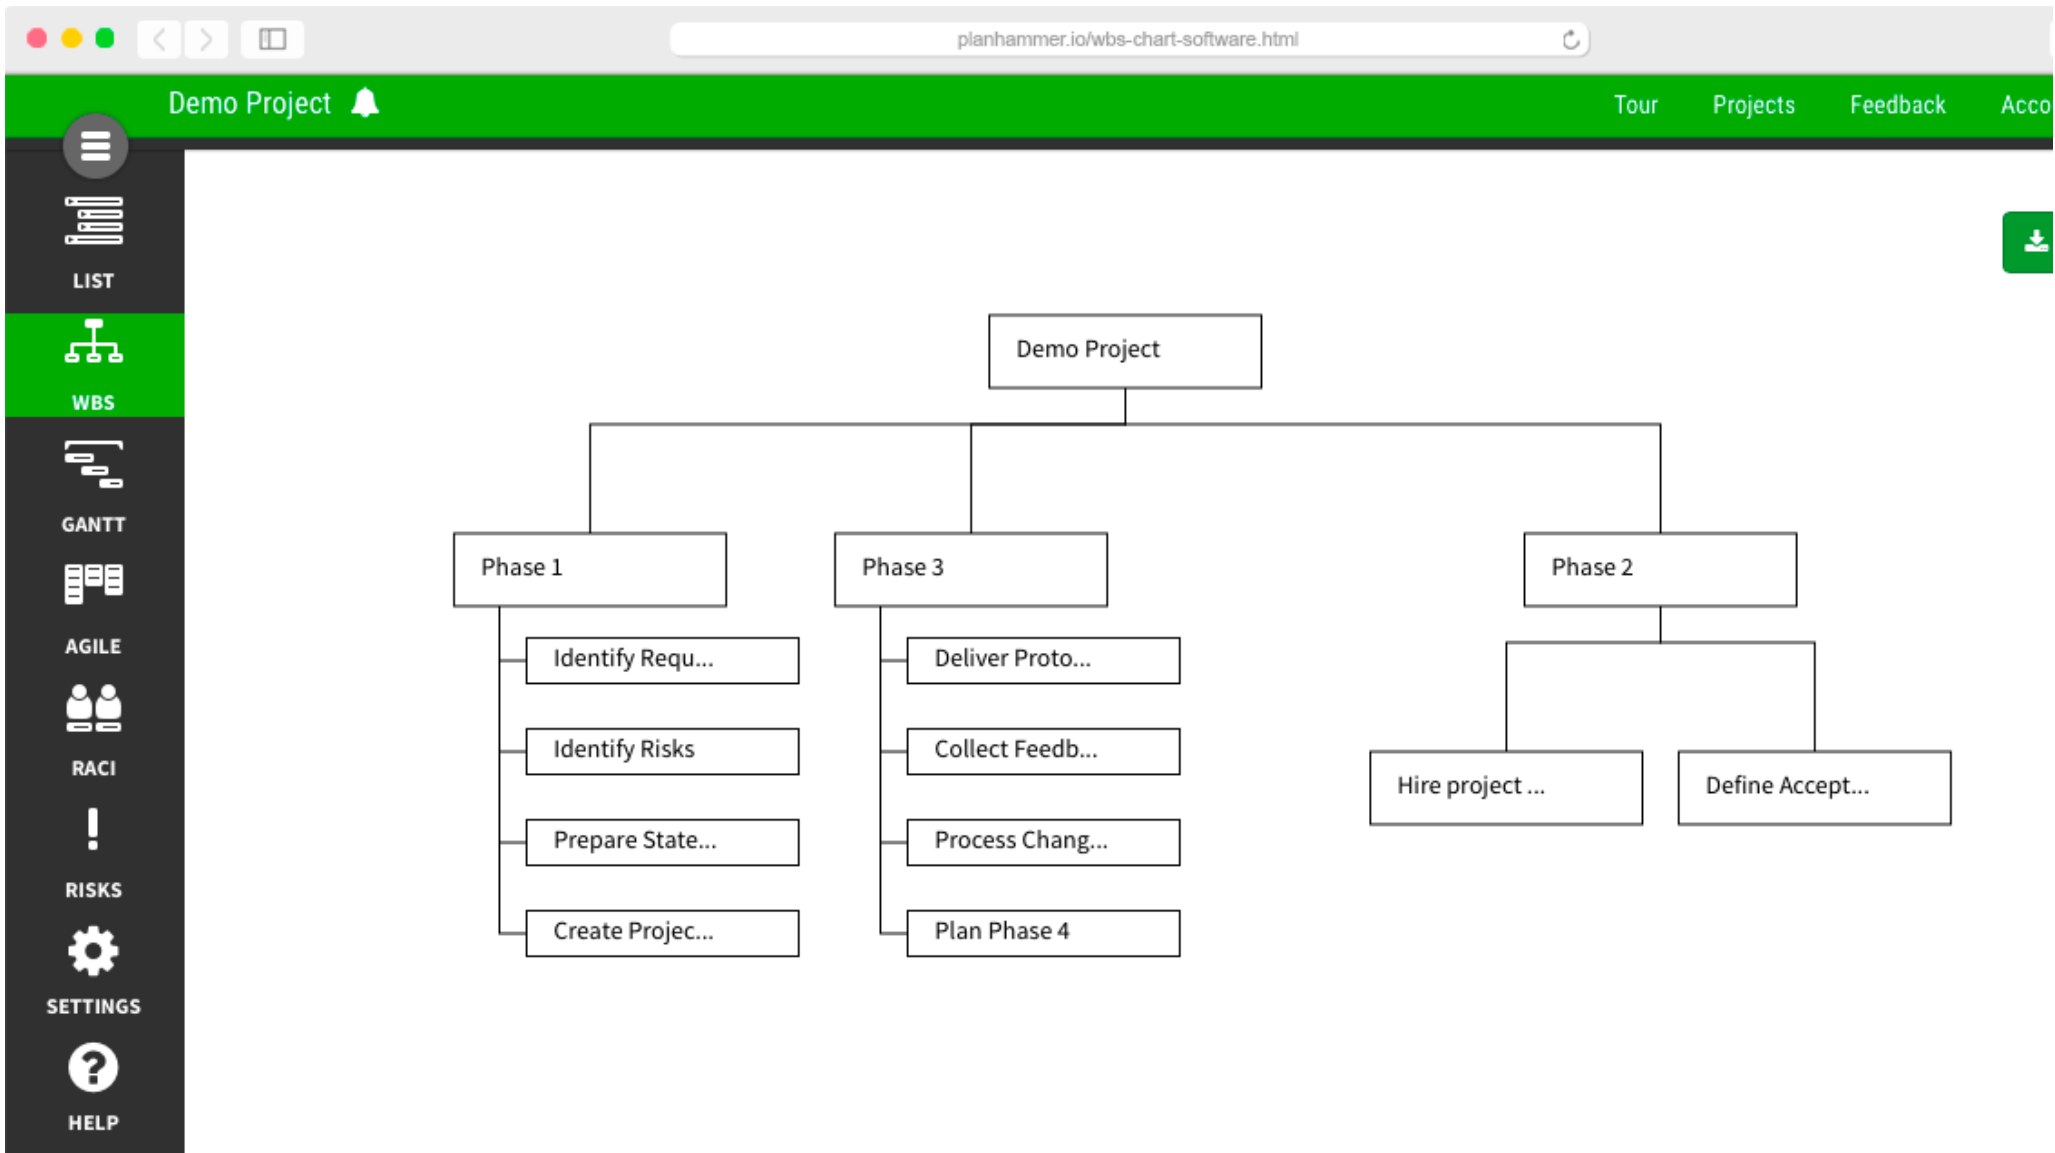 planhammer.io/wbs-chart-software.html
Demo Project
Tour Projects Feedback Acco
LIST
WBS
GANTT
AGILE
RACI
RISKS
SETTINGS
HELP
Demo Project
Phase 1
Identify Requ...
Identify Risks
Prepare State...
Create Projec...
Phase 3
Deliver Proto...
Collect Feedb...
Process Chang...
Plan Phase 4
Phase 2
Hire project ...
Define Accept...